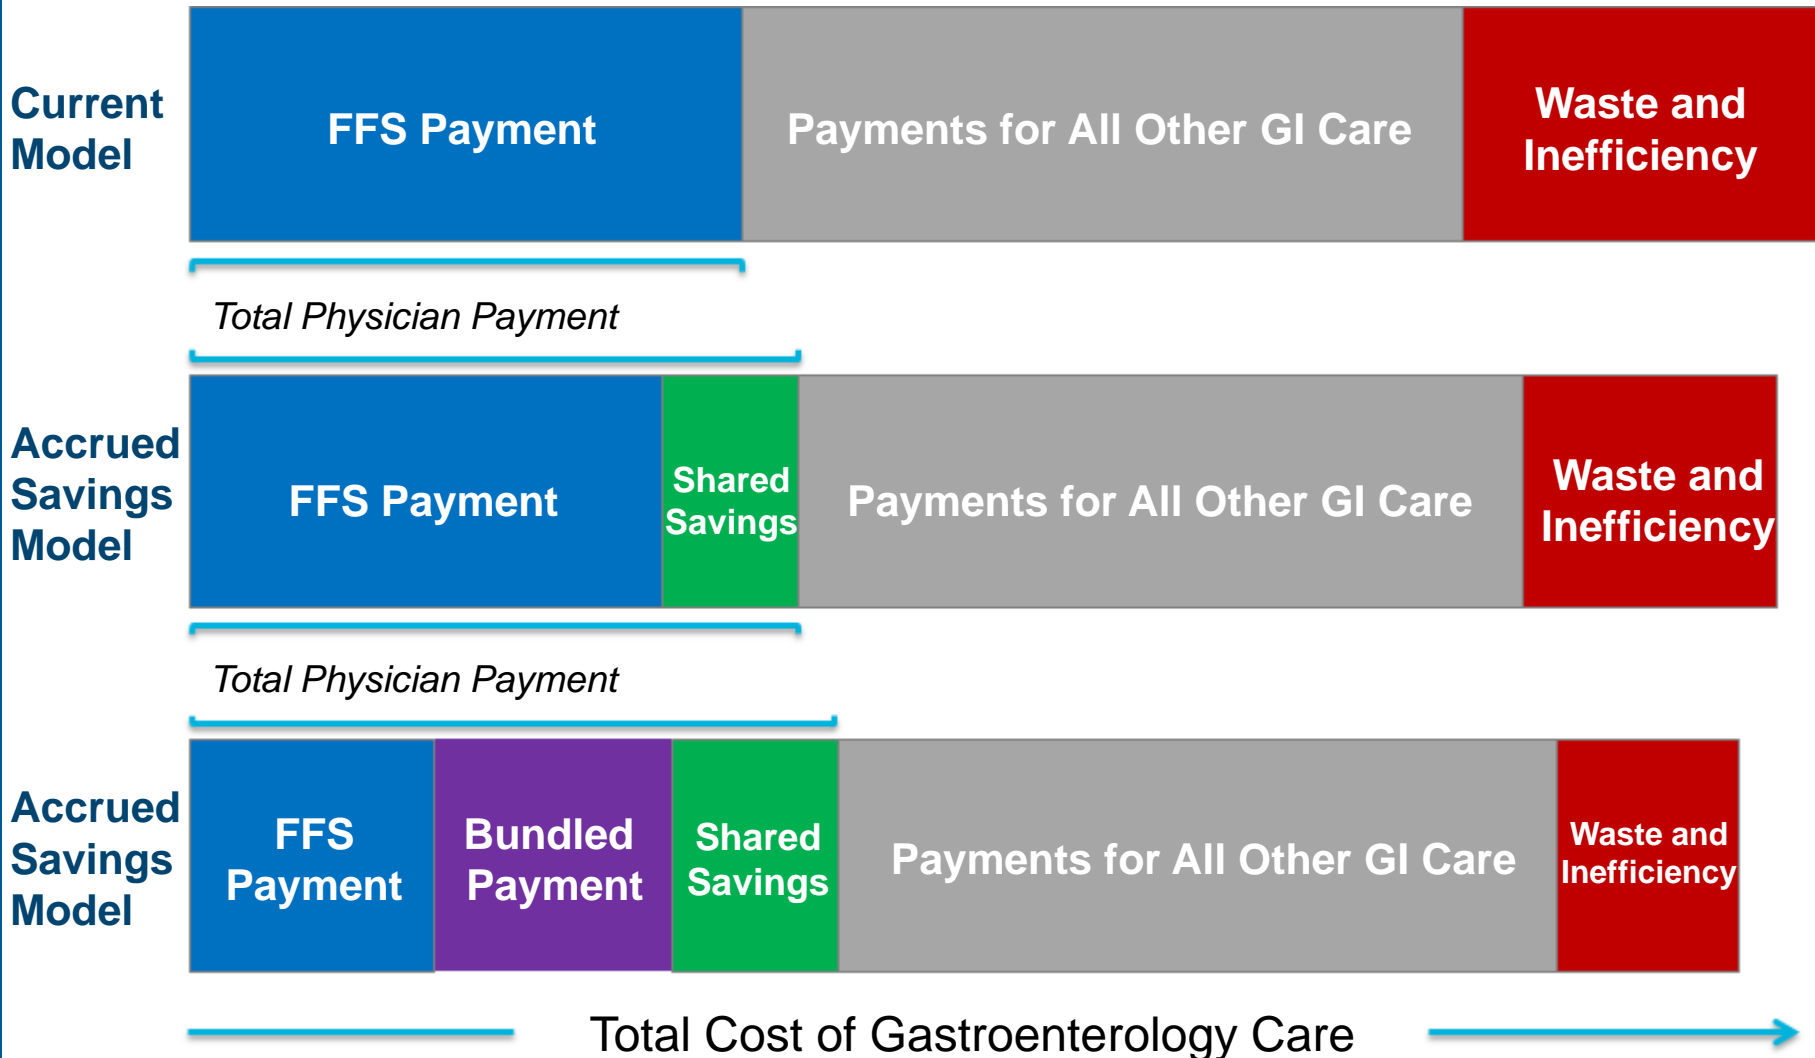 Current
Model
FFS Payment
Payments for All Other GI Care
Waste and
Inefficiency
Total Physician Payment
Accrued
Savings
Model
FFS Payment
Shared
Savings
Payments for All Other GI Care
Waste and
Inefficiency
Total Physician Payment
Accrued
Savings
Model
FFS
Payment
Bundled
Payment
Shared
Savings
Payments for All Other GI Care
Waste and
Inefficiency
Total Cost of Gastroenterology Care